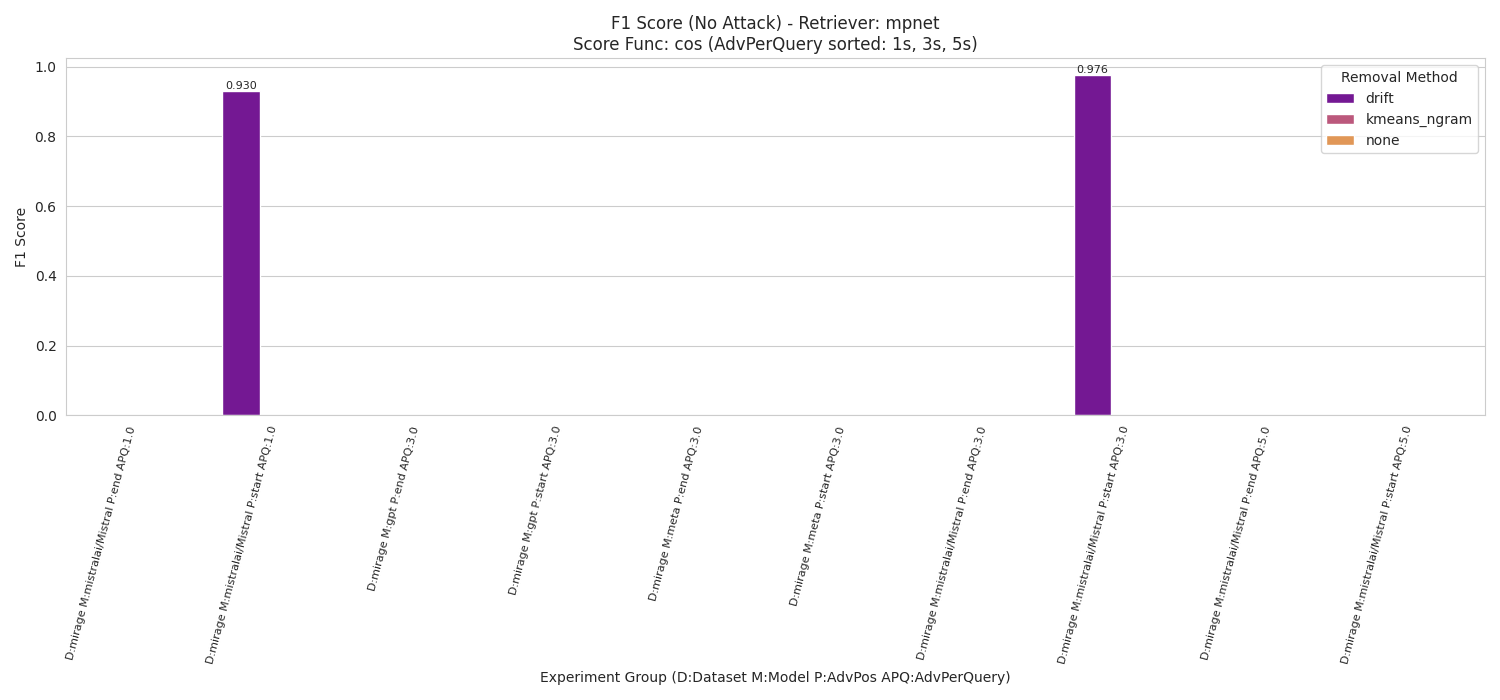 F1 Score (No Attack) - Retriever: mpnet
Score Func: cos (AdvPerQuery sorted: 1s, 3s, 5s)
F1 Score
1.0
0.8
0.6
0.4
0.2
0.0
0.930
0.976
Removal Method
drift
kmeans_ngram
none
D:mirage M:mistralai/Mistral P:end APQ:1.0
D:mirage M:mistralai/Mistral P:start APQ:1.0
D:mirage M:gpt P:end APQ:3.0
D:mirage M:gpt P:start APQ:3.0
D:mirage M:meta P:end APQ:3.0
D:mirage M:meta P:start APQ:3.0
D:mirage M:mistralai/Mistral P:end APQ:3.0
D:mirage M:mistralai/Mistral P:start APQ:3.0
D:mirage M:mistralai/Mistral P:end APQ:5.0
D:mirage M:mistralai/Mistral P:start APQ:5.0
Experiment Group (D:Dataset M:Model P:AdvPos APQ:AdvPerQuery)